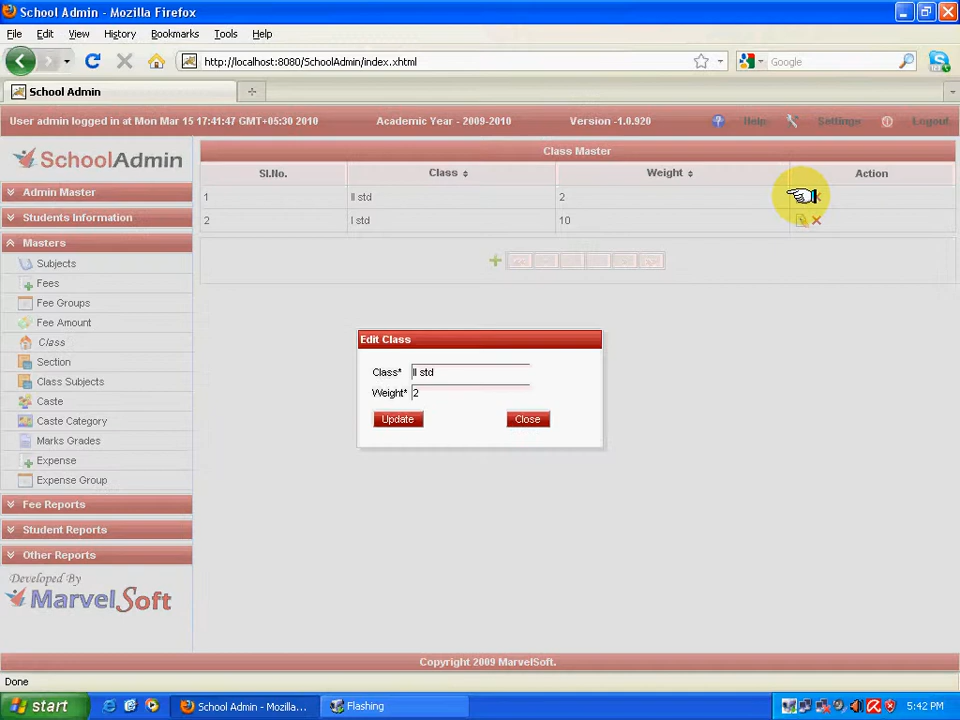 School Admin - Mozilla Firefox
File Edit View History Bookmarks Tools Help
http://localhost:8080/SchoolAdmin/index.xhtml
Google
School Admin
User admin logged in at Mon Mar 15 17:41:47 GMT+05:30 2010 Academic Year - 2009-2010 Version -1.0.920 Help Settings Logout
SchoolAdmin
Class Master
Sl.No. Class Weight Action
1 II std 2
2 I std 10
Admin Master
Students Information
Masters
Subjects
Fees
Fee Groups
Fee Amount
Class
Section
Class Subjects
Caste
Caste Category
Marks Grades
Expense
Expense Group
Fee Reports
Student Reports
Other Reports
Developed By
MarvelSoft
Edit Class
Class* II std
Weight* 2
Update Close
Copyright 2009 MarvelSoft.
Done
start School Admin - Mozilla... Flashing 5:42 PM